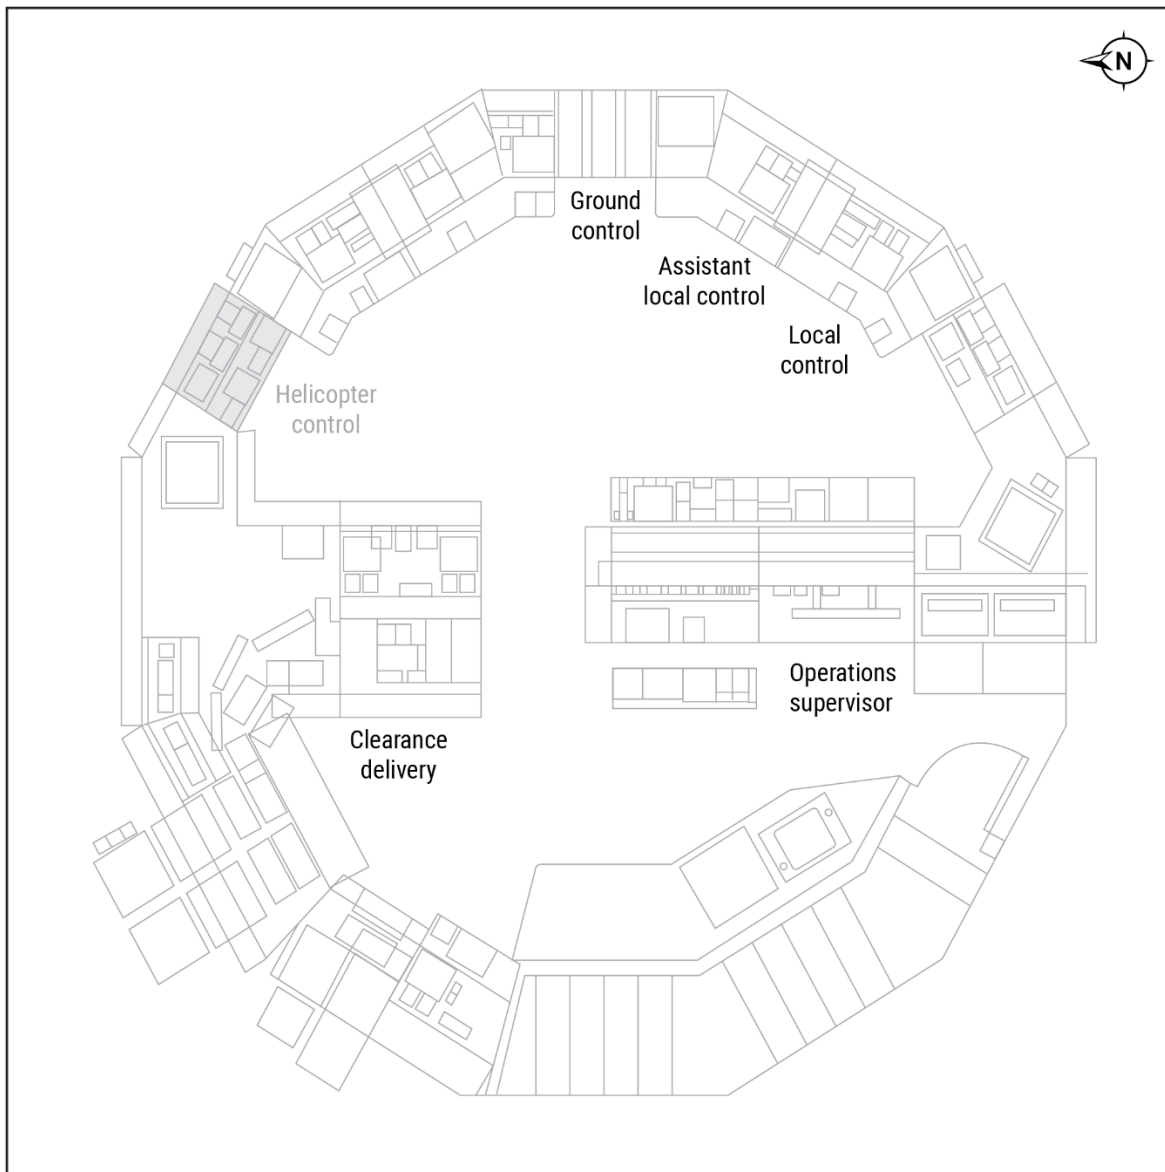 N
Ground
control
Assistant
local control
Local
control
Helicopter
control
Operations
supervisor
Clearance
delivery